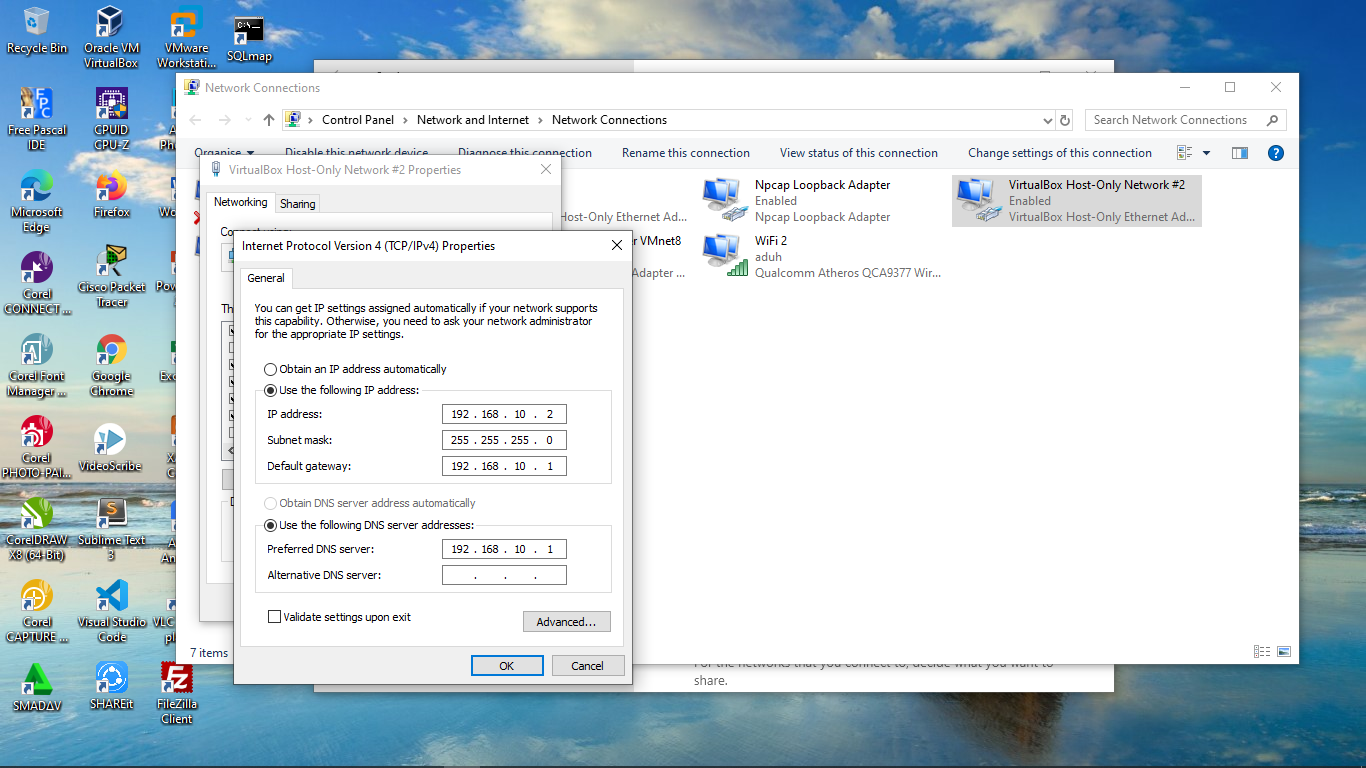 Recycle Bin
Oracle VM
VirtualBox
VMware
Workstati...
SQLmap
Free Pascal
IDE
CPUID
CPU-Z
Microsoft
Edge
Firefox
Corel
CONNECT ...
Cisco Packet
Tracer
Corel Font
Manager ...
Google
Chrome
Corel
PHOTO-PAI...
VideoScribe
CorelDRAW
X8 (64-Bit)
Sublime Text
3
Corel
CAPTURE ...
Visual Studio
Code
VLC
SMADΔV
SHAREit
FileZilla
Client
Network Connections
Control Panel
Network and Internet
Network Connections
Search Network Connections
Organise
Disable this network device
Diagnose this connection
Rename this connection
View status of this connection
Change settings of this connection
Host-Only Ethernet Ad...
VMnet8
Adapter ...
Npcap Loopback Adapter
Enabled
Npcap Loopback Adapter
WiFi 2
aduh
Qualcomm Atheros QCA9377 Wir...
VirtualBox Host-Only Network #2
Enabled
VirtualBox Host-Only Ethernet Ad...
7 items
VirtualBox Host-Only Network #2 Properties
Networking
Sharing
Internet Protocol Version 4 (TCP/IPv4) Properties
General
You can get IP settings assigned automatically if your network supports
this capability. Otherwise, you need to ask your network administrator
for the appropriate IP settings.
Obtain an IP address automatically
Use the following IP address:
IP address:
192 . 168 . 10 . 2
Subnet mask:
255 . 255 . 255 . 0
Default gateway:
192 . 168 . 10 . 1
Obtain DNS server address automatically
Use the following DNS server addresses:
Preferred DNS server:
192 . 168 . 10 . 1
Alternative DNS server:
. . .
Validate settings upon exit
Advanced...
OK
Cancel
For the networks that you connect to, decide what you want to
share.